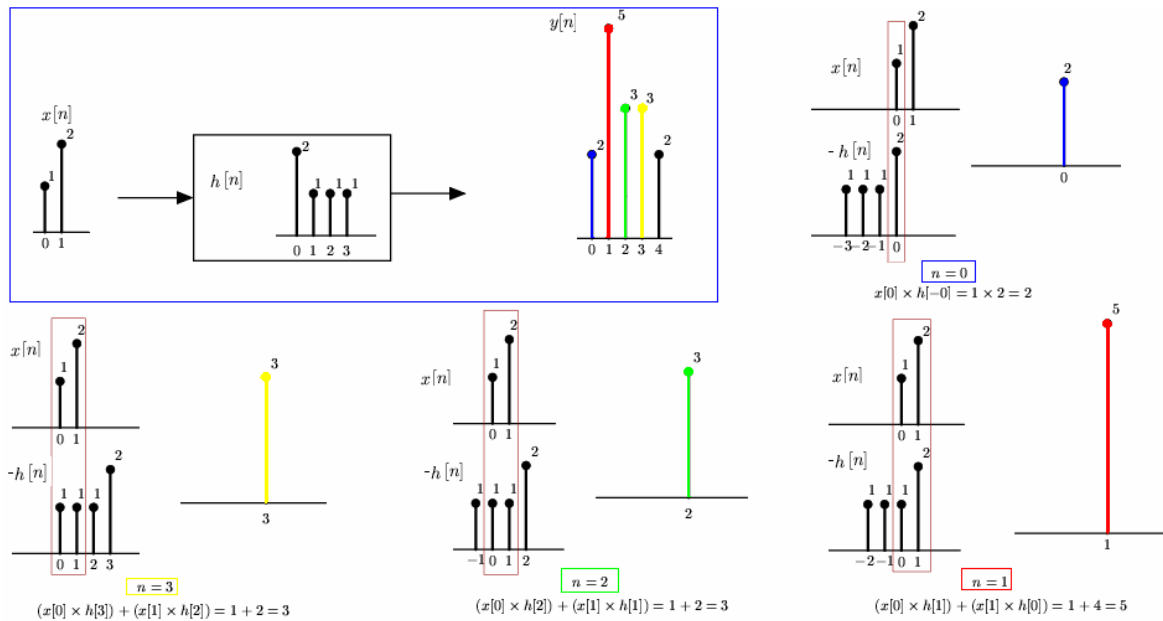 y[n]
5
x[n]
2
1
h[n]
2
1 1 1
0 1 2 3
0 1
2
3 3
2
0 1 2 3 4
2
1
x[n]
0 1
2
-h[n]
1 1 1
-3 -2 -1 0
2
0
n = 0
x[0] × h[-0] = 1 × 2 = 2
2
x[n]
1
0 1
2
-h[n]
1 1 1
0 1 2 3
3
3
n = 3
(x[0] × h[3]) + (x[1] × h[2]) = 1 + 2 = 3
2
x[n]
1
0 1
2
-h[n]
1 1 1
-1 0 1 2
3
2
n = 2
(x[0] × h[2]) + (x[1] × h[1]) = 1 + 2 = 3
2
x[n]
1
0 1
2
-h[n]
1 1 1
-2 -1 0 1
5
1
n = 1
(x[0] × h[1]) + (x[1] × h[0]) = 1 + 4 = 5